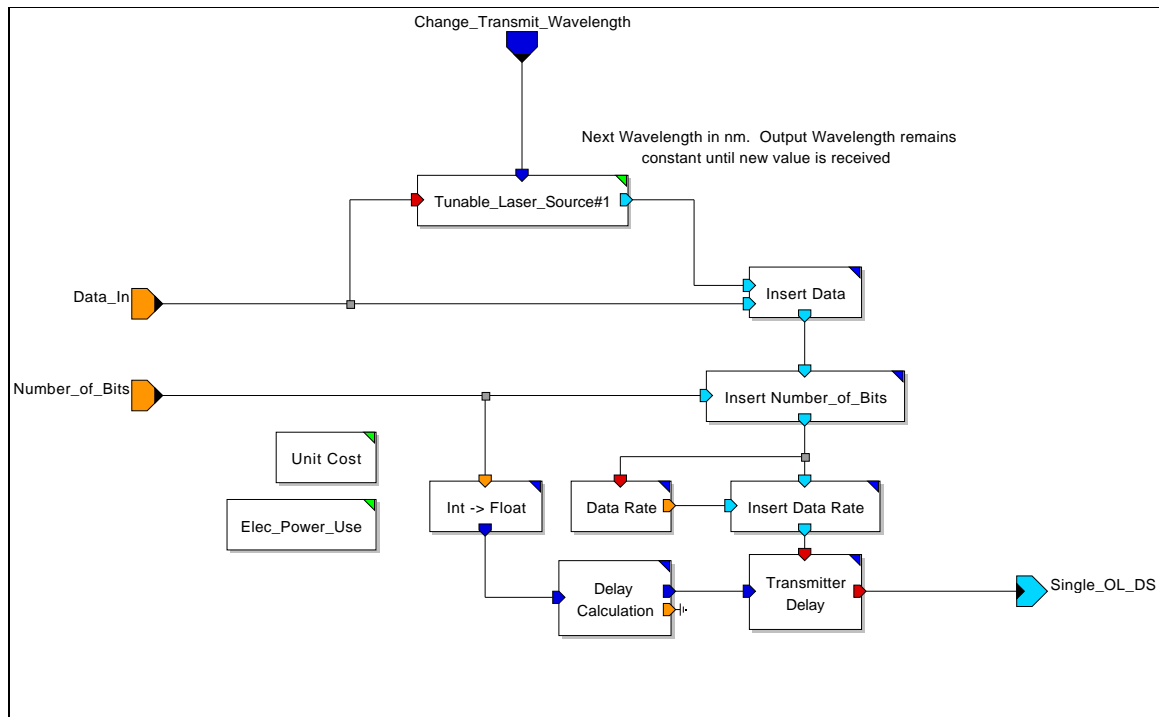 Change_Transmit_Wavelength
Next Wavelength in nm.  Output Wavelength remains
constant until new value is received
Tunable_Laser_Source#1
Data_In
Insert Data
Number_of_Bits
Insert Number_of_Bits
Unit Cost
Int -> Float
Data Rate
Insert Data Rate
Elec_Power_Use
Delay
Calculation
Transmitter
Delay
Single_OL_DS